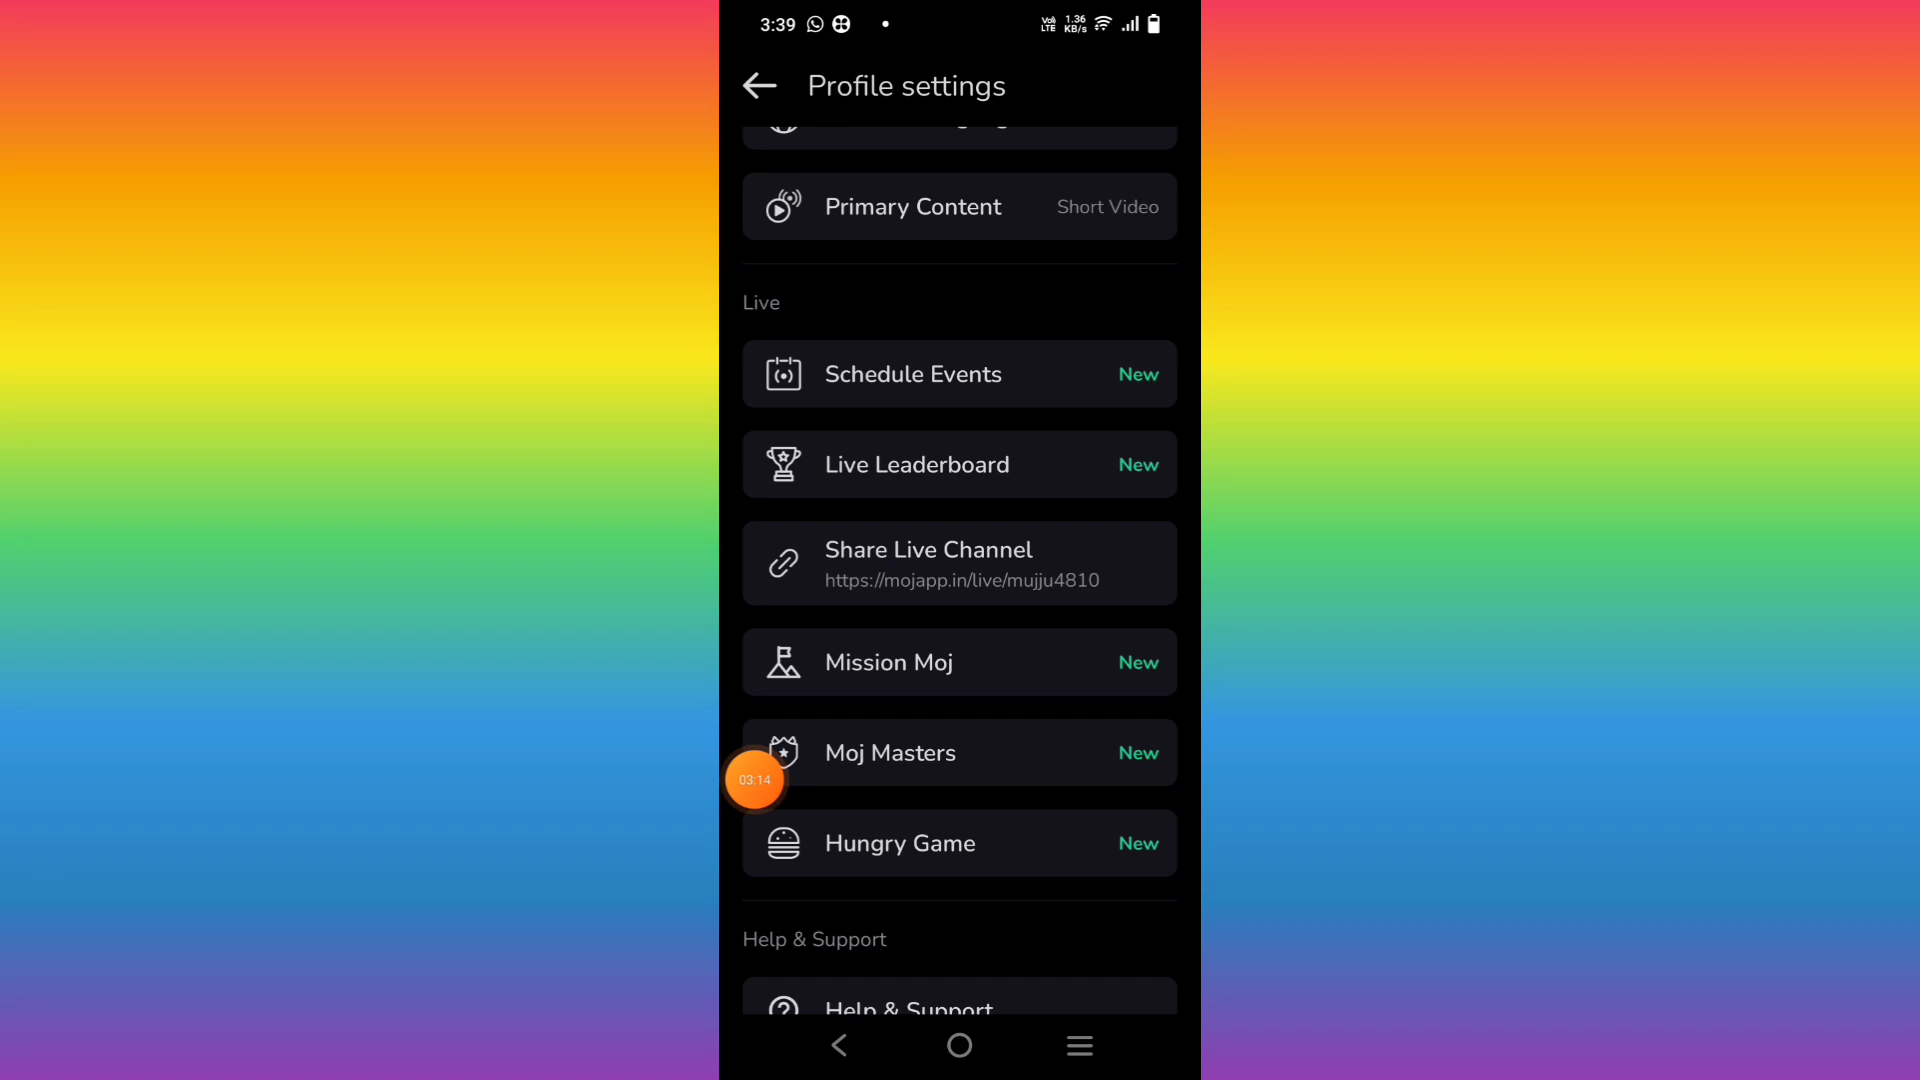 3:39 Vo) LTE 1.36 KB/s
Profile settings
Primary Content Short Video
Live
Schedule Events New
Live Leaderboard New
Share Live Channel
https://mojapp.in/live/mujju4810
Mission Moj New
Moj Masters New
03:14
Hungry Game New
Help & Support
Help & Support